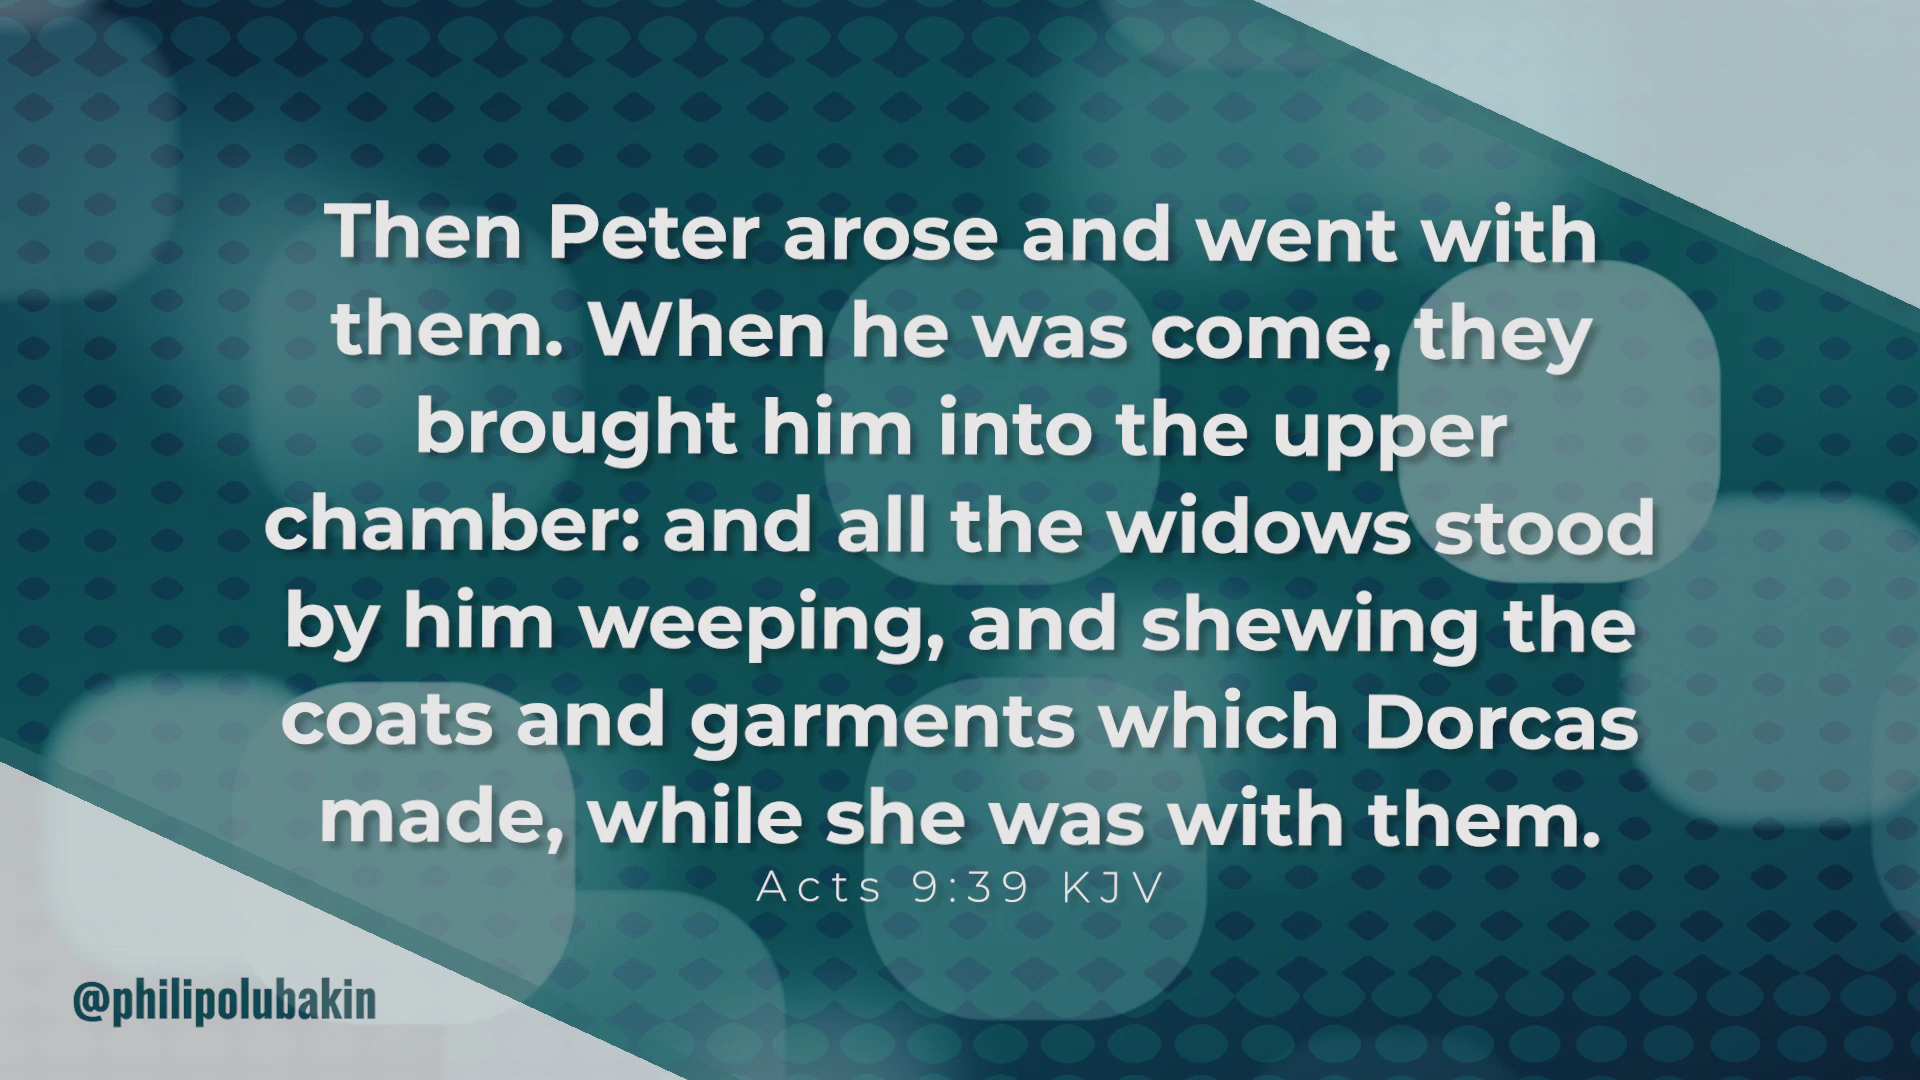 Then Peter arose and went with
them. When he was come, they
brought him into the upper
chamber: and all the widows stood
by him weeping, and shewing the
coats and garments which Dorcas
made, while she was with them.
Acts 9:39 KJV
@philipolubakin